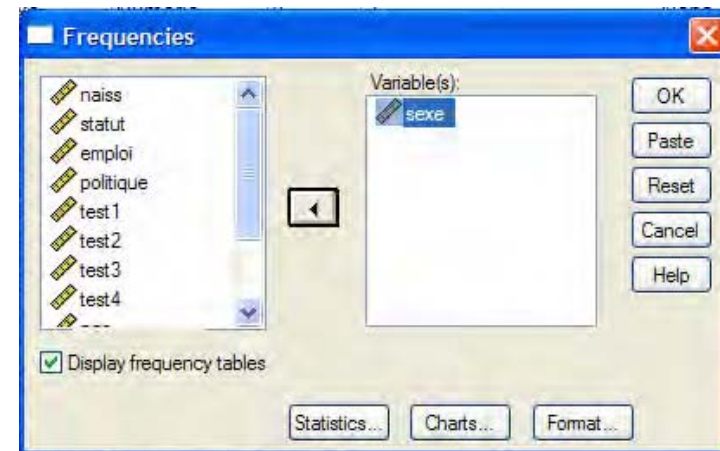 Frequencies
naiss
statut
emploi
politique
test1
test2
test3
test4
Display frequency tables
Variable(s):
sexe
OK
Paste
Reset
Cancel
Help
Statistics...
Charts...
Format...